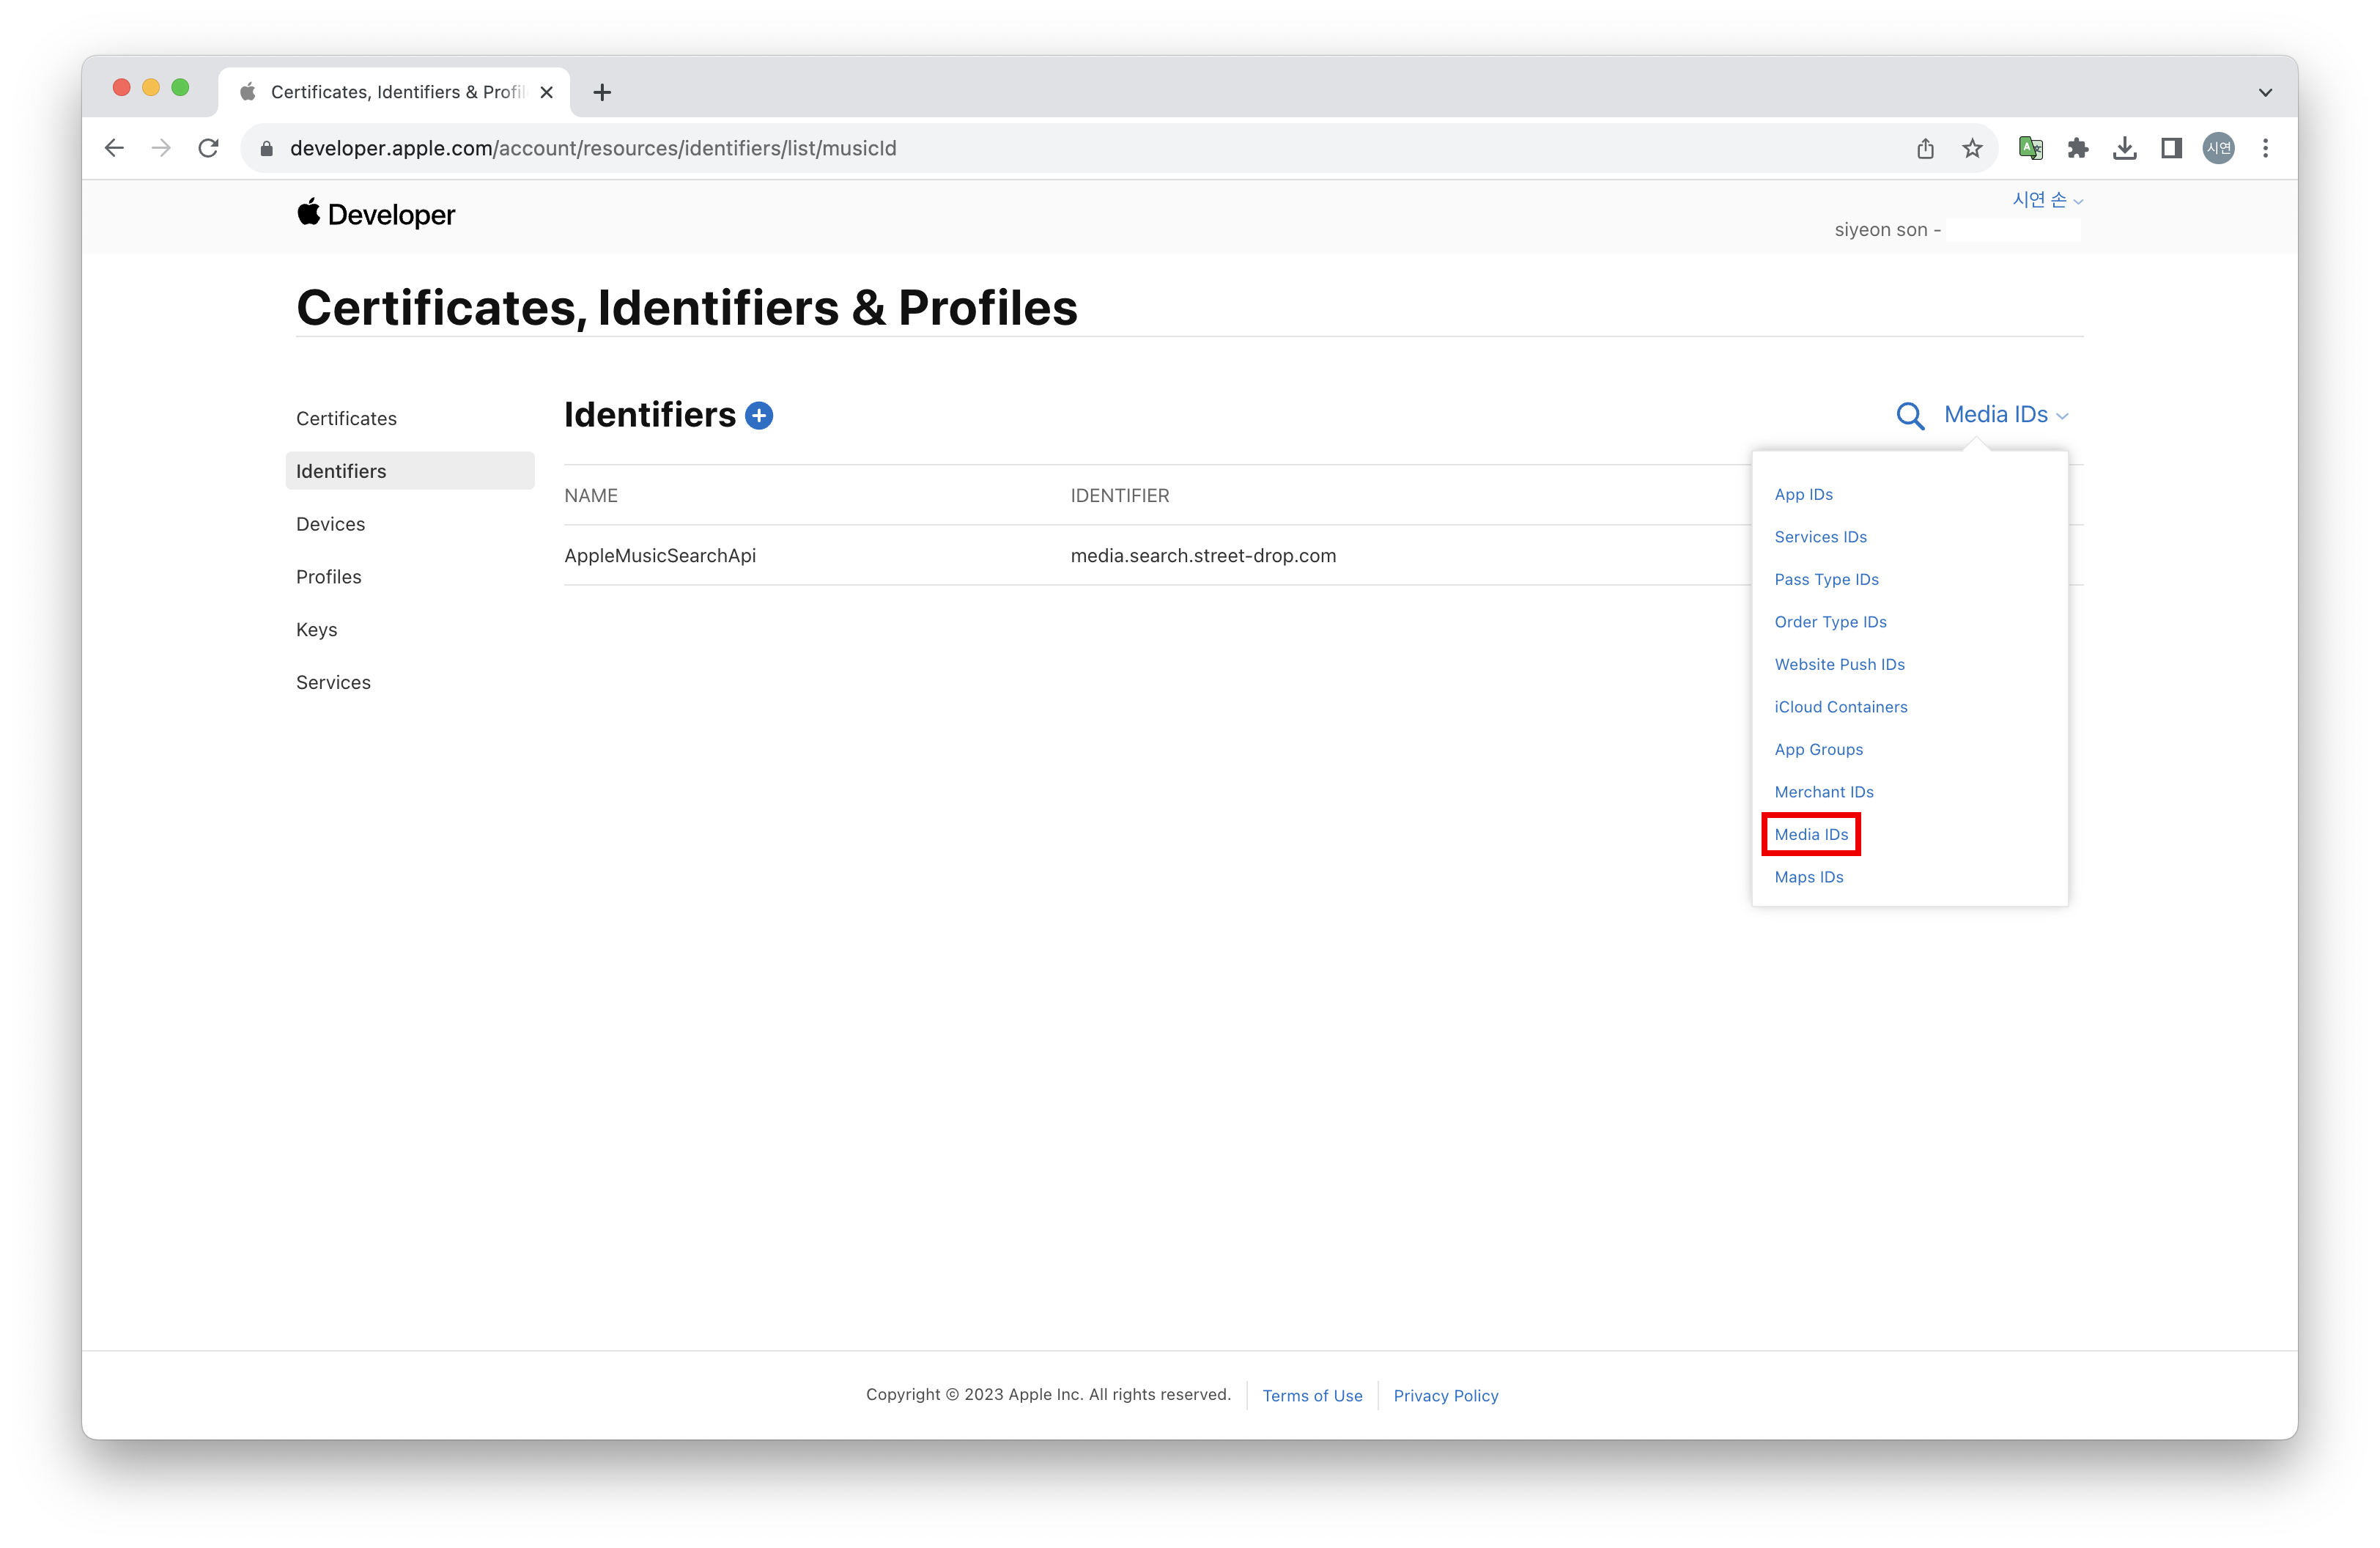 Certificates, Identifiers & Profil
developer.apple.com/account/resources/identifiers/list/musicId
시연
Developer
시연 손
siyeon son -
Certificates, Identifiers & Profiles
Certificates
Identifiers
Devices
Profiles
Keys
Services
Identifiers
Media IDs
NAME IDENTIFIER
AppleMusicSearchApi media.search.street-drop.com
App IDs
Services IDs
Pass Type IDs
Order Type IDs
Website Push IDs
iCloud Containers
App Groups
Merchant IDs
Media IDs
Maps IDs
Copyright © 2023 Apple Inc. All rights reserved. Terms of Use Privacy Policy